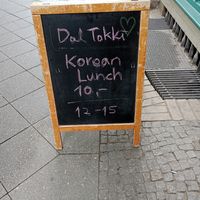 Dal Tokki
Korean
Lunch
10,-
12-15